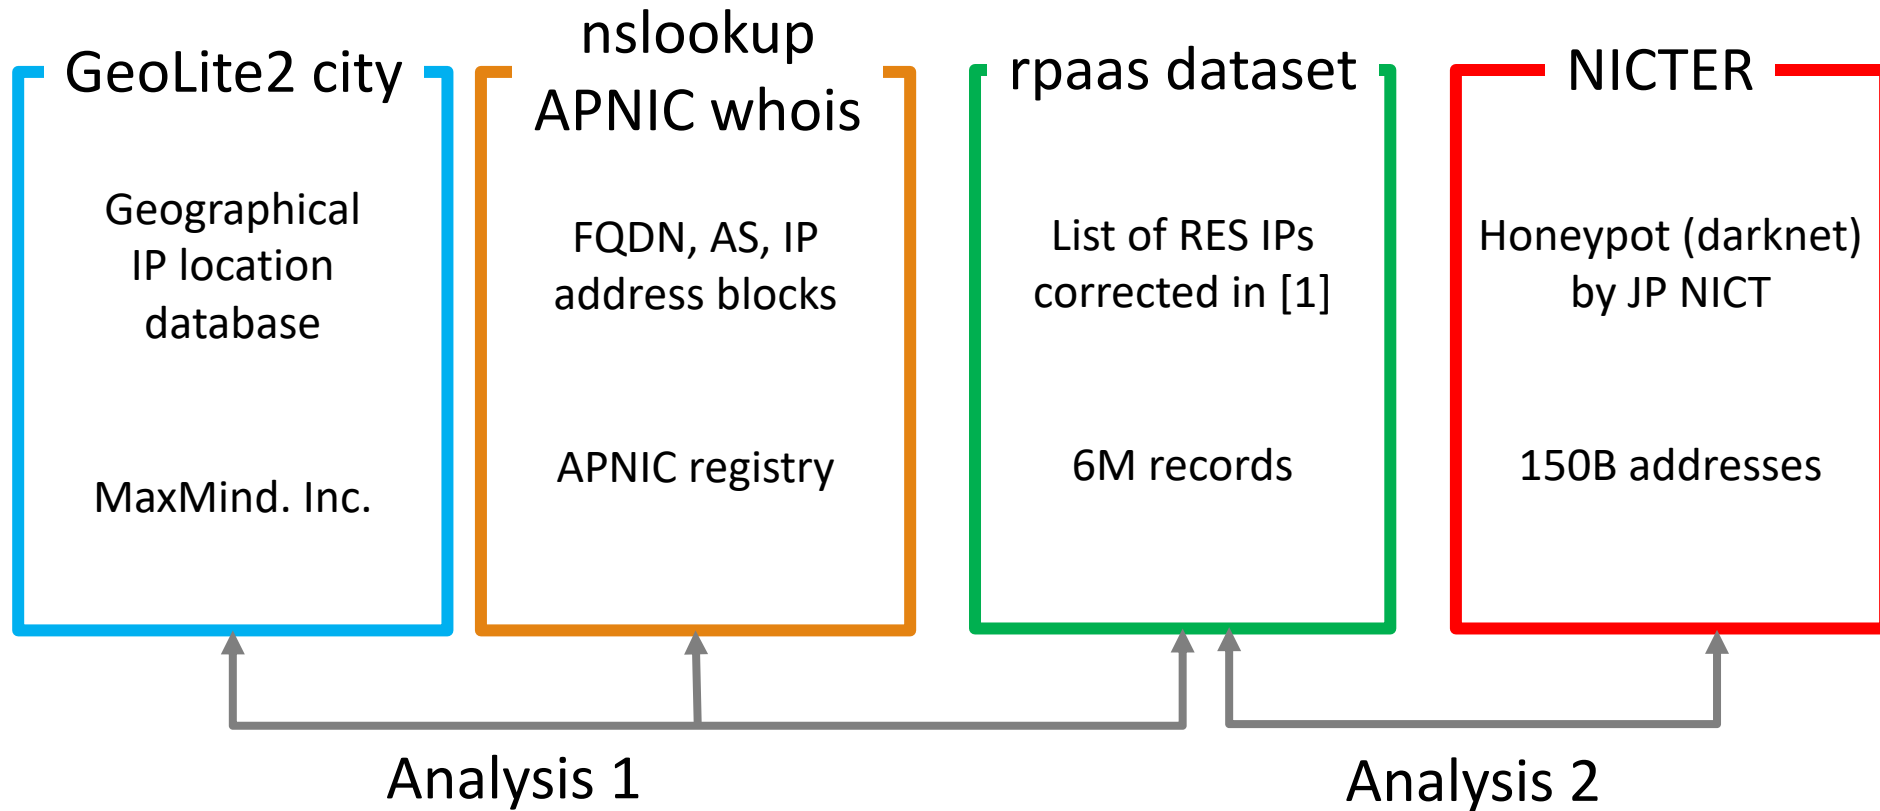 GeoLite2 city
Geographical
IP location
database
MaxMind. Inc.
nslookup
APNIC whois
FQDN, AS, IP
address blocks
APNIC registry
rpaas dataset
List of RES IPs
corrected in [1]
6M records
NICTER
Honeypot (darknet)
by JP NICT
150B addresses
Analysis 1
Analysis 2